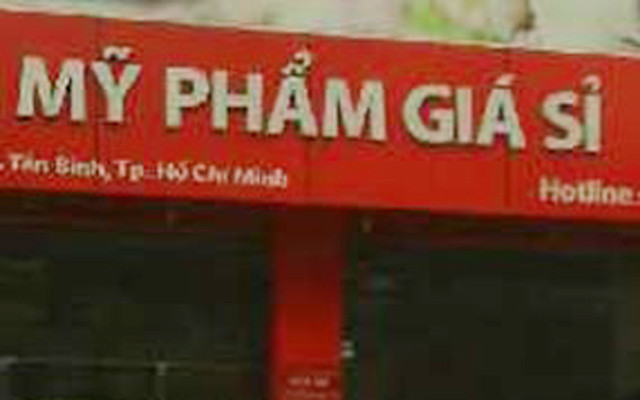 MỸ PHẨM GIÁ SỈ
. Tân Bình, Tp. Hồ Chí Minh
Hotline